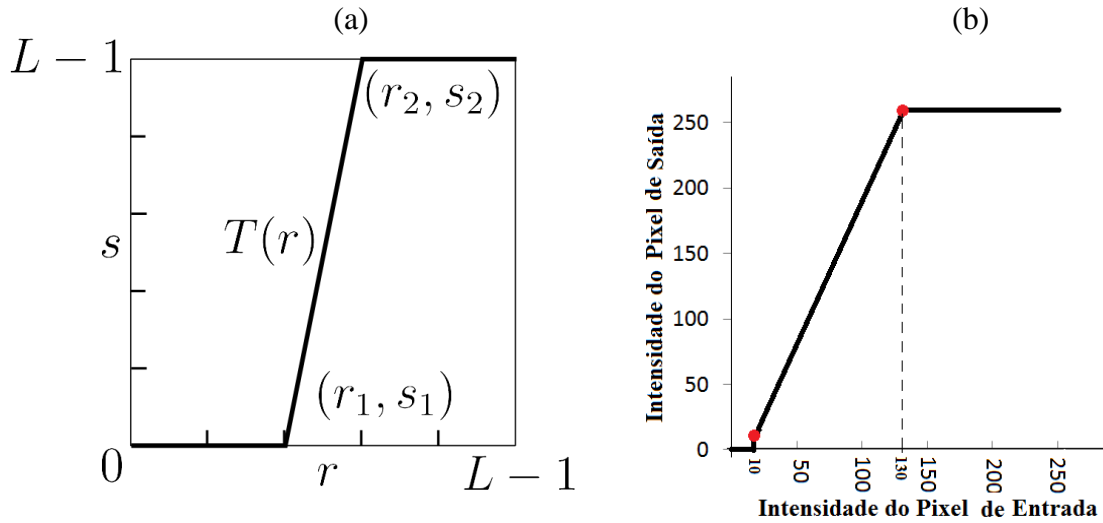 (a)
L − 1
(r₂, s₂)
T(r)
s
(r₁, s₁)
0
r
L − 1
(b)
Intensidade do Pixel de Saída
250
200
150
100
50
0
10
50
100
130
150
200
250
Intensidade do Pixel de Entrada